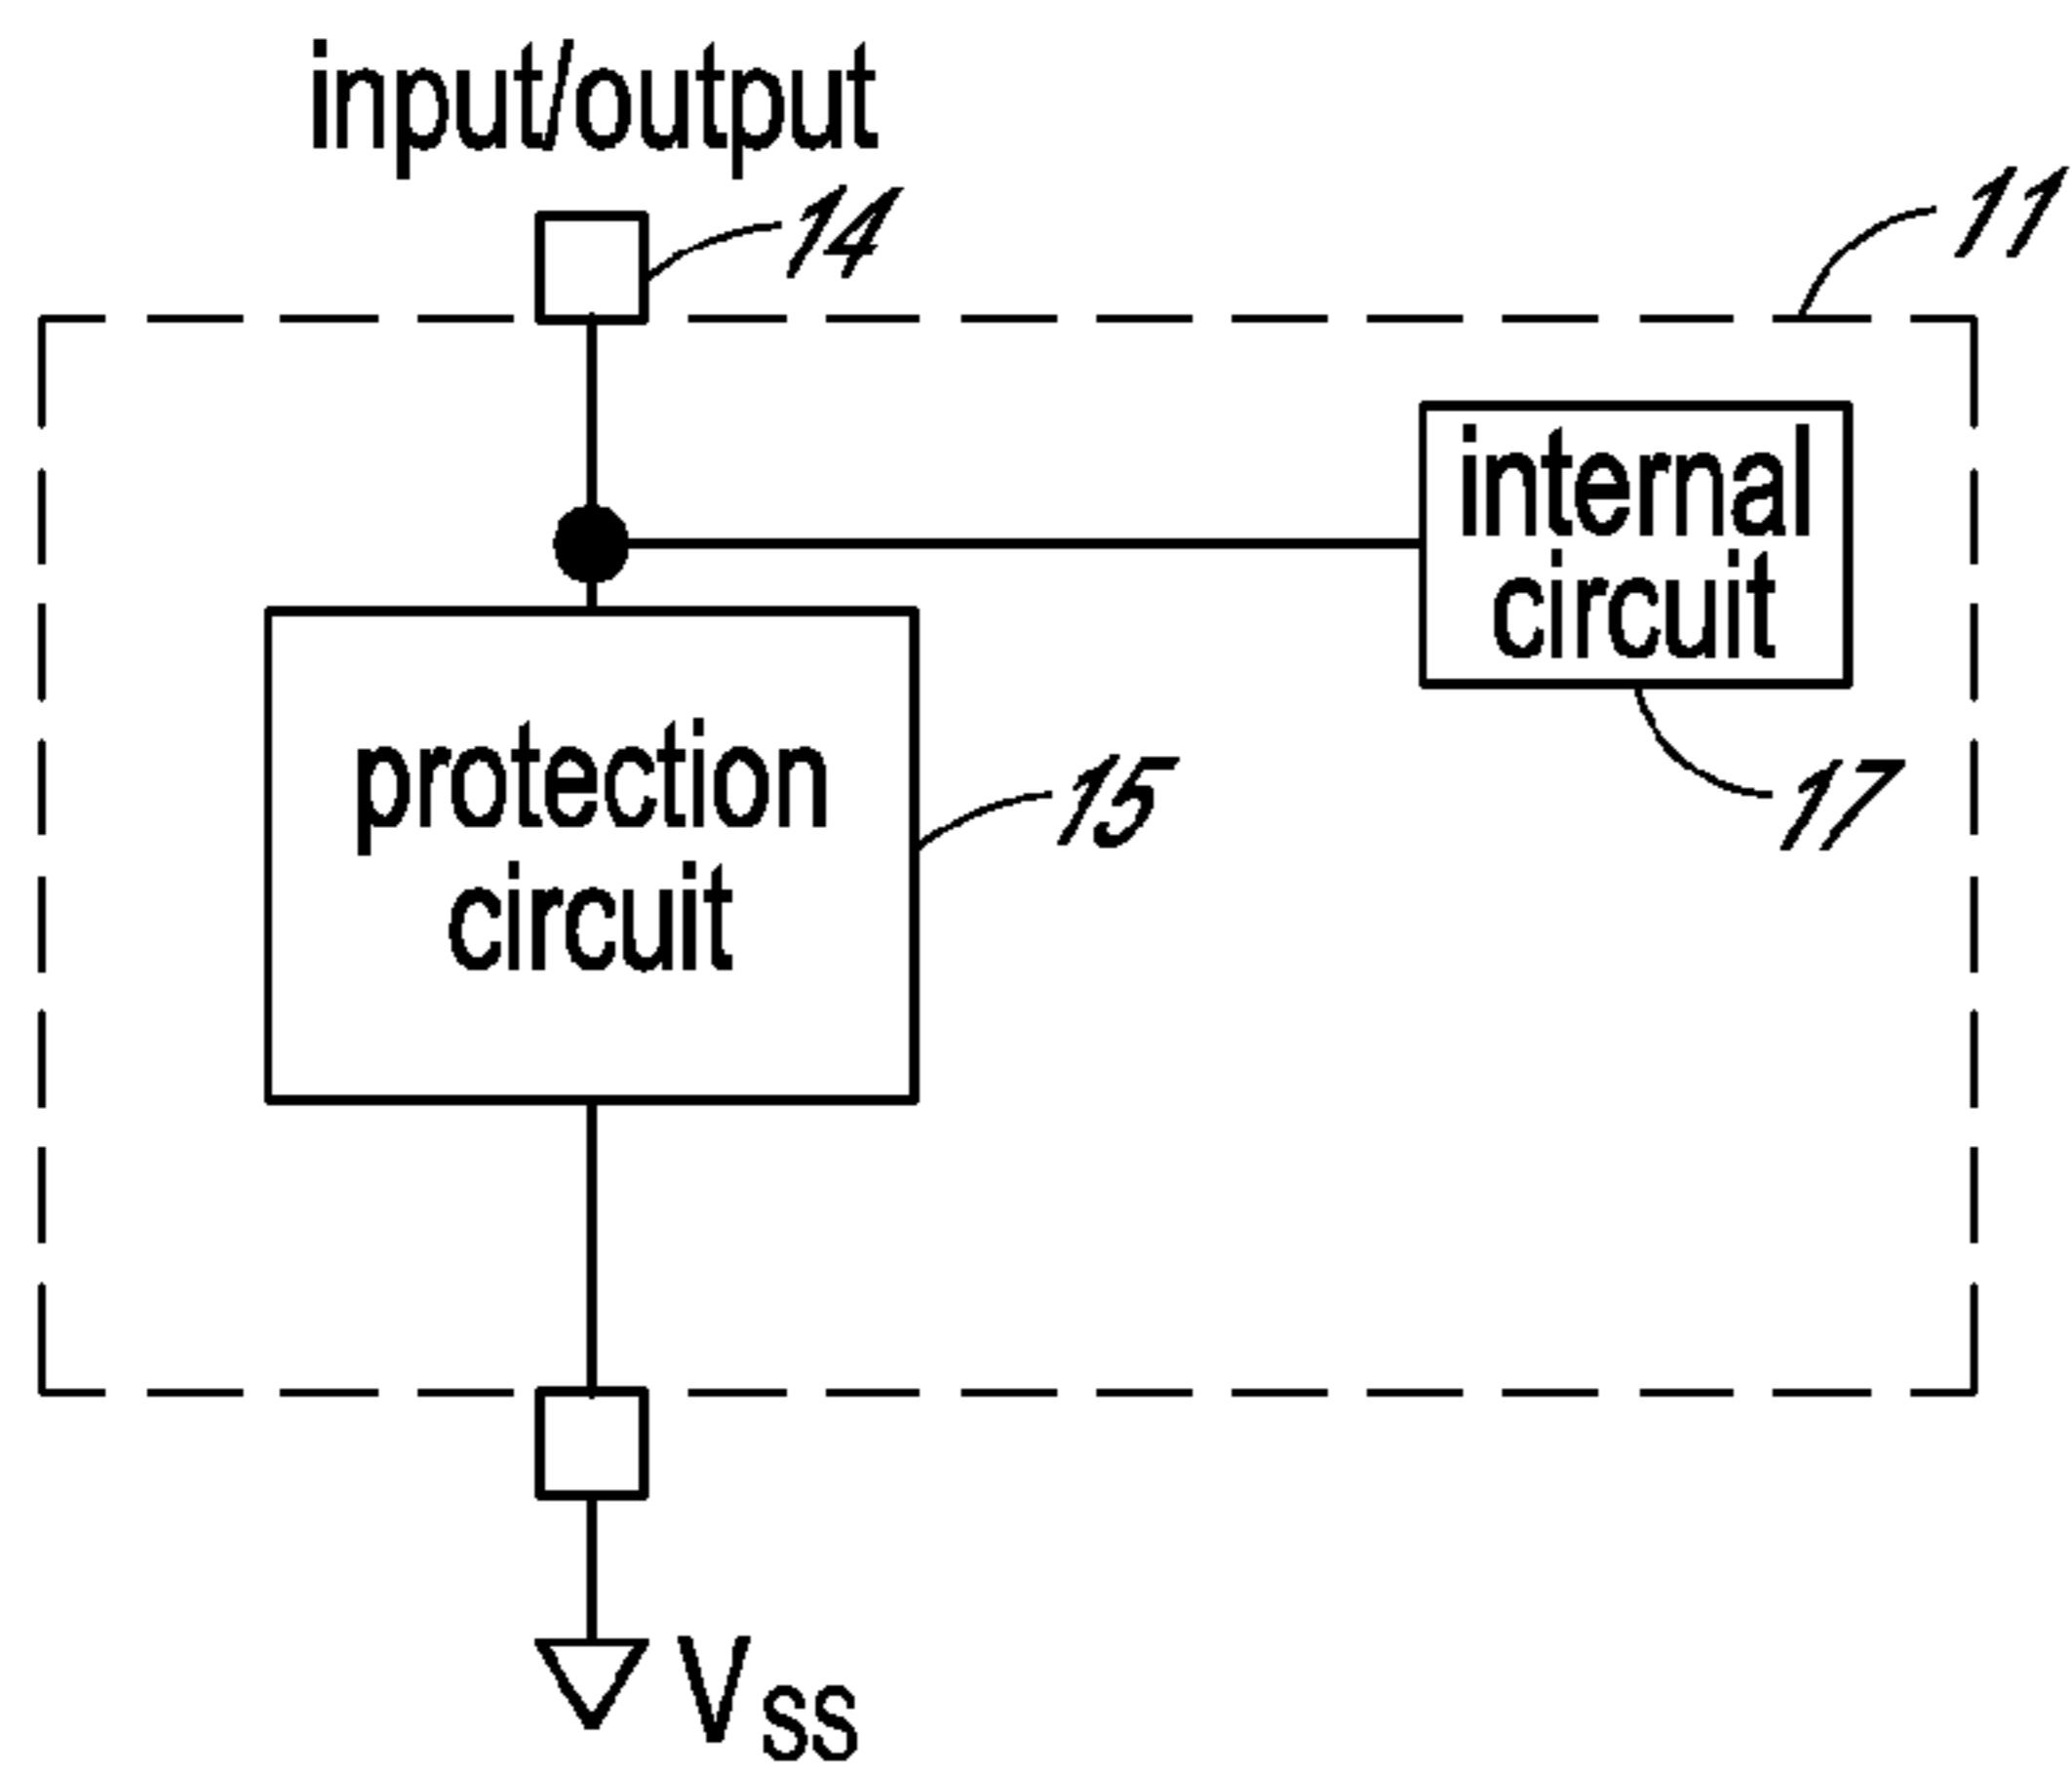 input/output
14
11
internal
circuit
protection
circuit
15
17
VSS